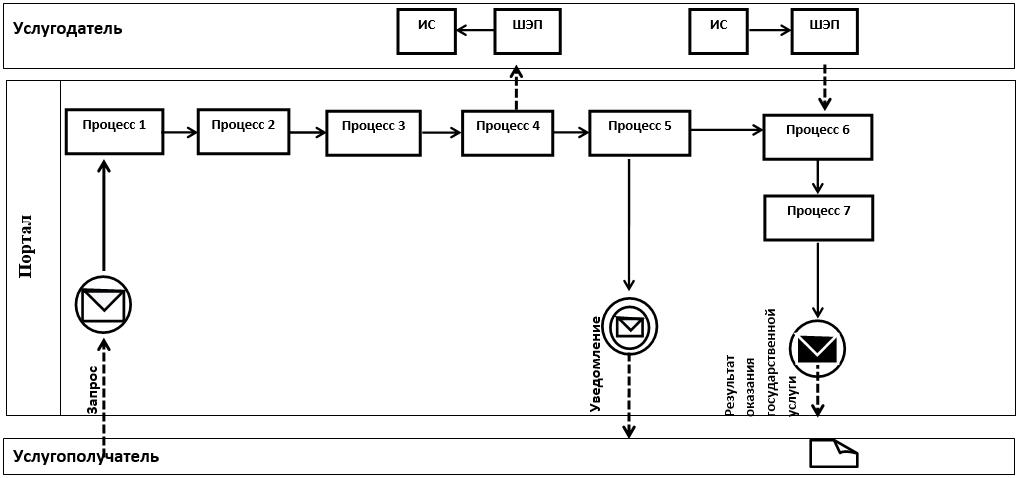 Услугодатель
ИС
ШЭП
ИС
ШЭП
Портал
Процесс 1
Процесс 2
Процесс 3
Процесс 4
Процесс 5
Процесс 6
Процесс 7
Запрос
Уведомление
Результат
оказания
государственной
услуги
Услугополучатель